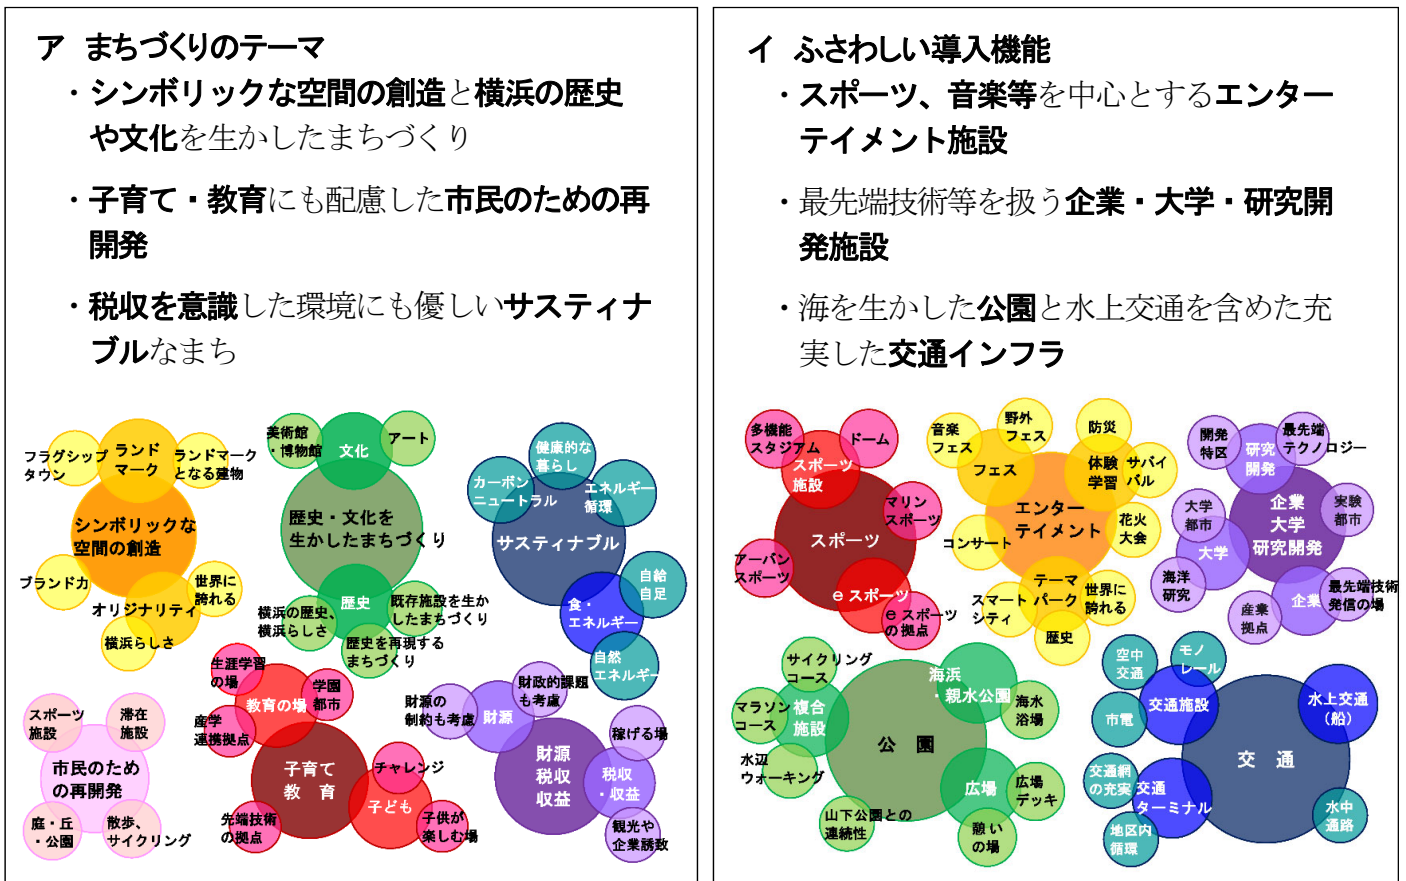 ア まちづくりのテーマ
・シンボリックな空間の創造と横浜の歴史
や文化を生かしたまちづくり
・子育て・教育にも配慮した市民のための再
開発
・税収を意識した環境にも優しいサスティナ
ブルなまち
フラグシップ
タウン
ランド
マーク
ランドマーク
となる建物
シンボリックな
空間の創造
ブランド力
オリジナリティ
世界に
誇れる
横浜らしさ
美術館
・博物館
文化
アート
歴史・文化を
生かしたまちづくり
横浜の歴史、
横浜らしさ
歴史
既存施設を生か
したまちづくり
歴史を再現する
まちづくり
健康的な
暮らし
カーボン
ニュートラル
エネルギー
循環
サスティナブル
自給
自足
食・
エネルギー
自然
エネルギー
スポーツ
施設
滞在
施設
市民のため
の再開発
庭・丘
・公園
散歩、
サイクリング
生涯学習
の場
教育の場
学園
都市
産学
連携拠点
子育て
教 育
チャレンジ
子ども
先端技術
の拠点
子供が
楽しむ場
財源の
制約も考慮
財源
財政的課題
も考慮
財源
税収
収益
稼げる場
税収
・収益
観光や
企業誘致
イ ふさわしい導入機能
・スポーツ、音楽等を中心とするエンター
テイメント施設
・最先端技術等を扱う企業・大学・研究開
発施設
・海を生かした公園と水上交通を含めた充
実した交通インフラ
多機能
スタジアム
ドーム
スポーツ
施設
マリン
スポーツ
スポーツ
アーバン
スポーツ
eスポーツ
eスポーツ
の拠点
音楽
フェス
野外
フェス
フェス
防災
体験
学習
サバイ
バル
エンター
テイメント
コンサート
花火
大会
テーマ
パーク
世界に
誇れる
スマート
シティ
歴史
開発
特区
研究
開発
最先端
テクノロジー
企業
大学
研究開発
実験
都市
大学
都市
大学
海洋
研究
産業
拠点
企業
最先端技術
発信の場
サイクリング
コース
海浜
・親水公園
マラソン
コース
複合
施設
海水
浴場
公 園
水辺
ウォーキング
広場
広場
デッキ
山下公園との
連続性
憩い
の場
空中
交通
モノ
レール
市電
交通施設
水上交通
（船）
交 通
交通網
の充実
交通
ターミナル
地区内
循環
水中
通路